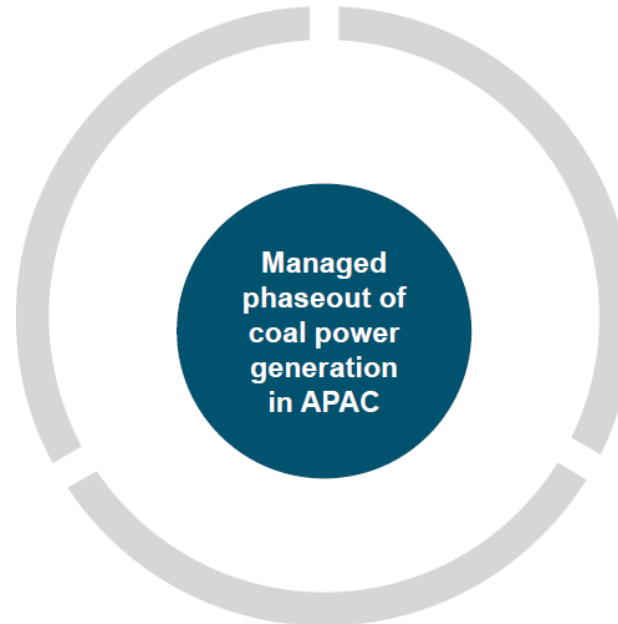 Managed
phaseout of
coal power
generation
in APAC